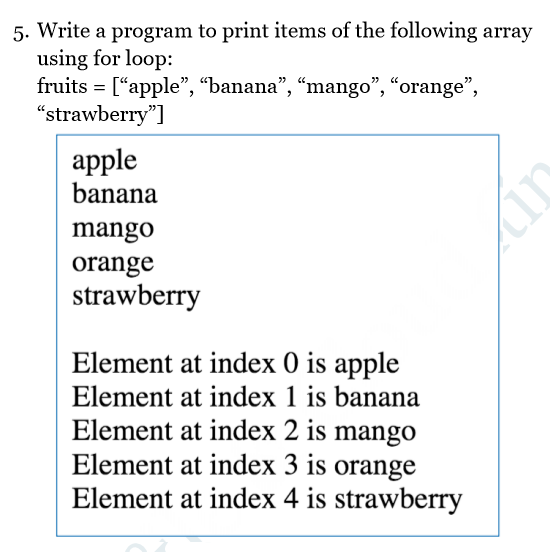 5. Write a program to print items of the following array
using for loop:
fruits = [“apple”, “banana”, “mango”, “orange”,
“strawberry”]
apple
banana
mango
orange
strawberry
Element at index 0 is apple
Element at index 1 is banana
Element at index 2 is mango
Element at index 3 is orange
Element at index 4 is strawberry